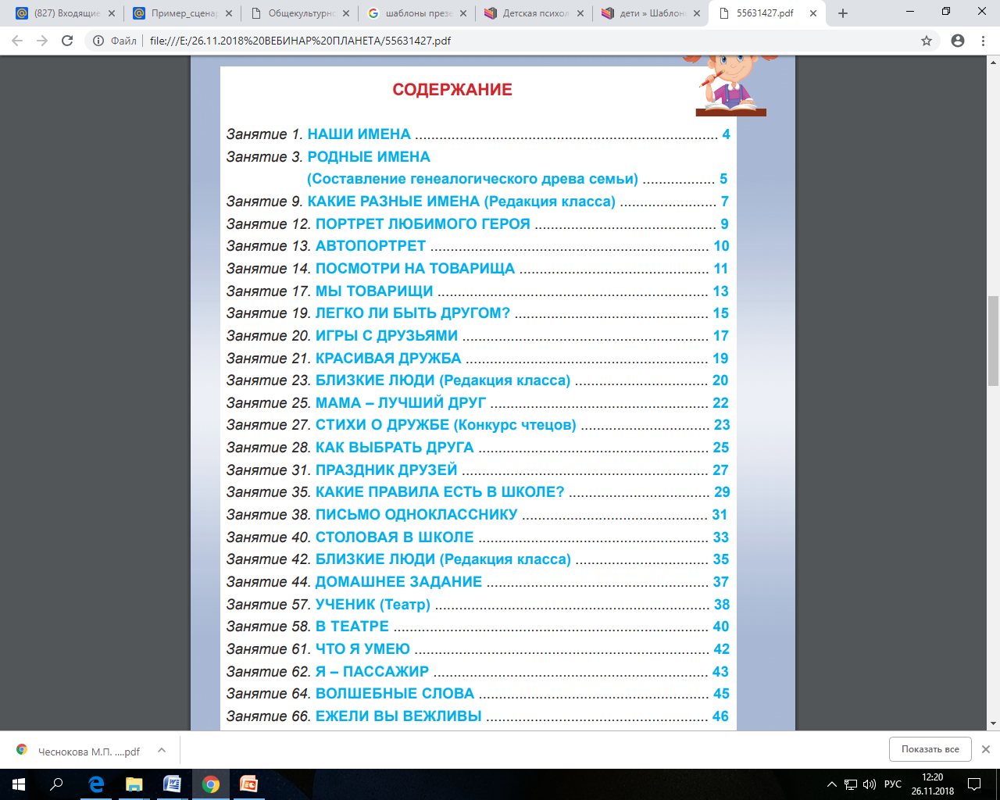 (827) Входящие
Пример_сценар
Общекультурно
шаблоны презе
Детская психол
дети » Шаблон
55631427.pdf
Файл | file:///E:/26.11.2018%20ВЕБИНАР%20ПЛАНЕТА/55631427.pdf
СОДЕРЖАНИЕ
Занятие 1. НАШИ ИМЕНА ........ 4
Занятие 3. РОДНЫЕ ИМЕНА
(Составление генеалогического древа семьи) ........ 5
Занятие 9. КАКИЕ РАЗНЫЕ ИМЕНА (Редакция класса) ........ 7
Занятие 12. ПОРТРЕТ ЛЮБИМОГО ГЕРОЯ ........ 9
Занятие 13. АВТОПОРТРЕТ ........ 10
Занятие 14. ПОСМОТРИ НА ТОВАРИЩА ........ 11
Занятие 17. МЫ ТОВАРИЩИ ........ 13
Занятие 19. ЛЕГКО ЛИ БЫТЬ ДРУГОМ? ........ 15
Занятие 20. ИГРЫ С ДРУЗЬЯМИ ........ 17
Занятие 21. КРАСИВАЯ ДРУЖБА ........ 19
Занятие 23. БЛИЗКИЕ ЛЮДИ (Редакция класса) ........ 20
Занятие 25. МАМА – ЛУЧШИЙ ДРУГ ........ 22
Занятие 27. СТИХИ О ДРУЖБЕ (Конкурс чтецов) ........ 23
Занятие 28. КАК ВЫБРАТЬ ДРУГА ........ 25
Занятие 31. ПРАЗДНИК ДРУЗЕЙ ........ 27
Занятие 35. КАКИЕ ПРАВИЛА ЕСТЬ В ШКОЛЕ? ........ 29
Занятие 38. ПИСЬМО ОДНОКЛАССНИКУ ........ 31
Занятие 40. СТОЛОВАЯ В ШКОЛЕ ........ 33
Занятие 42. БЛИЗКИЕ ЛЮДИ (Редакция класса) ........ 35
Занятие 44. ДОМАШНЕЕ ЗАДАНИЕ ........ 37
Занятие 57. УЧЕНИК (Театр) ........ 38
Занятие 58. В ТЕАТРЕ ........ 40
Занятие 61. ЧТО Я УМЕЮ ........ 42
Занятие 62. Я – ПАССАЖИР ........ 43
Занятие 64. ВОЛШЕБНЫЕ СЛОВА ........ 45
Занятие 66. ЕЖЕЛИ ВЫ ВЕЖЛИВЫ ........ 46
Чеснокова М.П. ....pdf
Показать все
РУС
12:20
26.11.2018